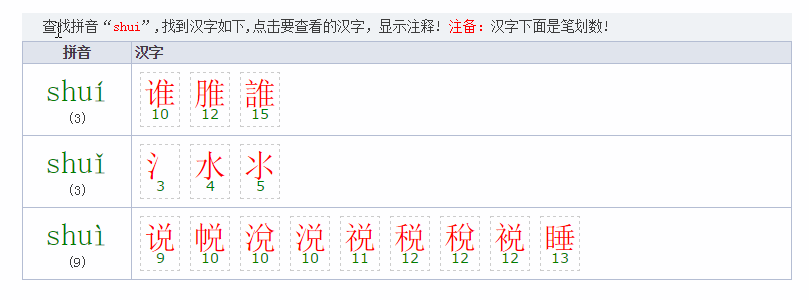 查找拼音“shui”,找到汉字如下,点击要查看的汉字，显示注释! 注备：汉字下面是笔划数!
拼音 汉字
shuí 谁 脽 誰
(3) 10 12 15
shuǐ 氵 水 氺
(3) 3 4 5
shuì 说 帨 涚 涗 祱 税 稅 裞 睡
(9) 9 10 10 10 11 12 12 12 13